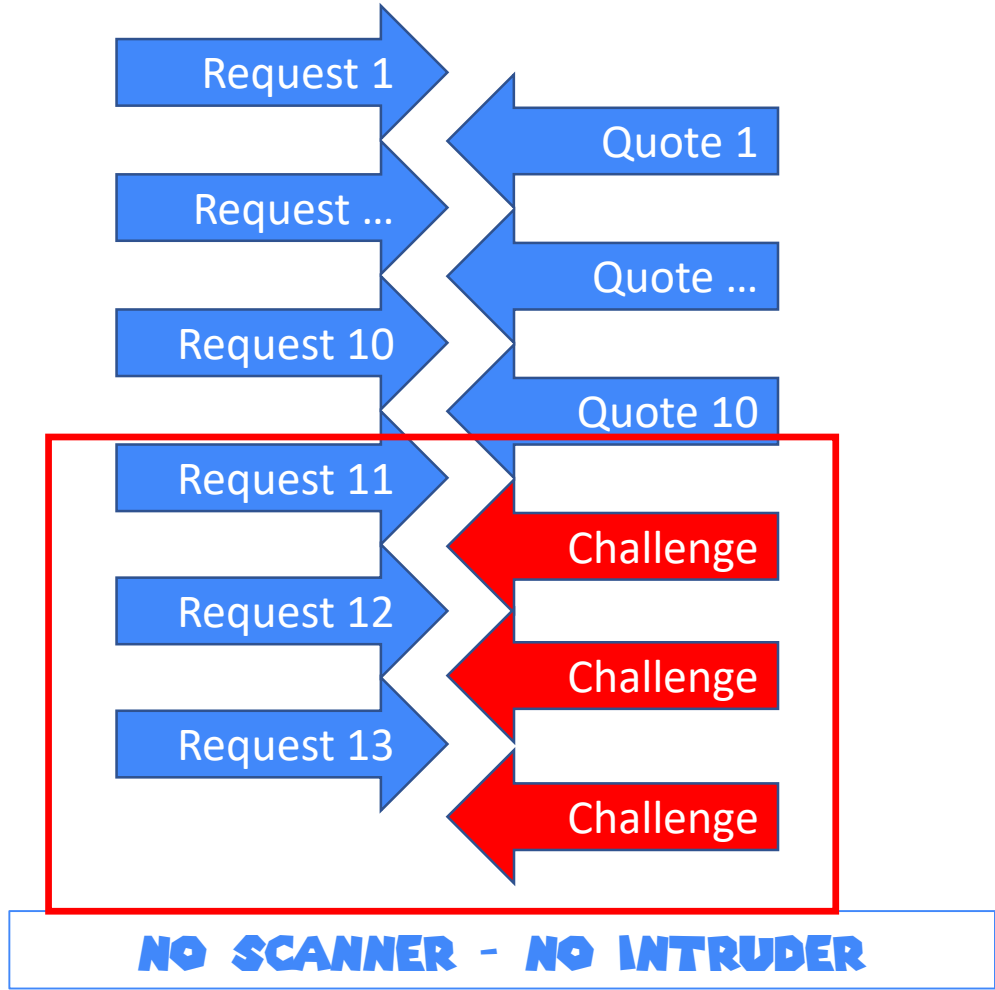 Request 1
Quote 1
Request ...
Quote ...
Request 10
Quote 10
Request 11
Challenge
Request 12
Challenge
Request 13
Challenge
NO SCANNER - NO INTRUDER